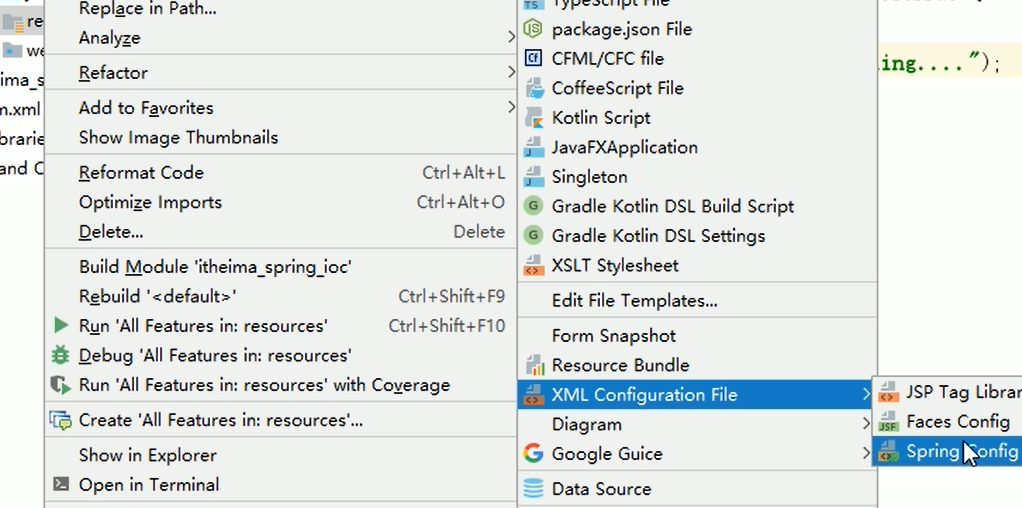 Replace in Path...
Analyze
Refactor
Add to Favorites
Show Image Thumbnails
Reformat Code Ctrl+Alt+L
Optimize Imports Ctrl+Alt+O
Delete... Delete
Build Module 'itheima_spring_ioc'
Rebuild '<default>' Ctrl+Shift+F9
Run 'All Features in: resources' Ctrl+Shift+F10
Debug 'All Features in: resources'
Run 'All Features in: resources' with Coverage
Create 'All Features in: resources'...
Show in Explorer
Open in Terminal
TypeScript File
package.json File
CFML/CFC file
CoffeeScript File
Kotlin Script
JavaFXApplication
Singleton
Gradle Kotlin DSL Build Script
Gradle Kotlin DSL Settings
XSLT Stylesheet
Edit File Templates...
Form Snapshot
Resource Bundle
XML Configuration File
Diagram
Google Guice
Data Source
JSP Tag Librar
Faces Config
Spring Config
re
we
ima_s
m.xml
brarie
and C
ing....");